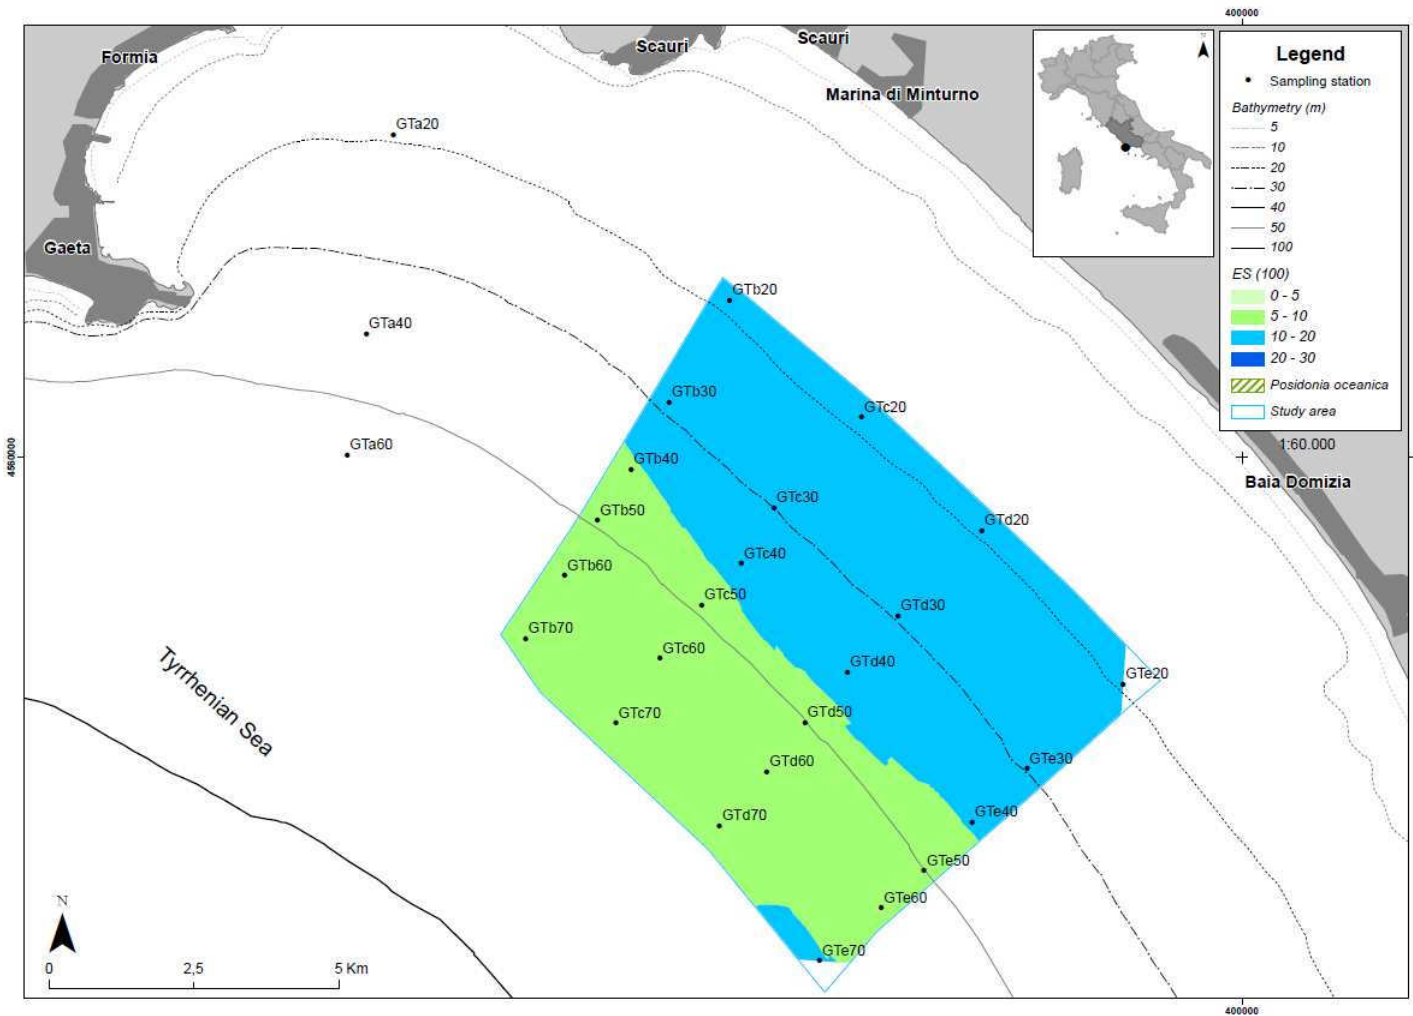 400000
Formia
Scauri
Scauri
Marina di Minturno
Gaeta
GTa20
GTa40
GTa60
GTb20
GTb30
GTc20
GTb40
GTc30
GTb50
GTd20
GTc40
GTb60
GTc50
GTd30
GTb70
GTc60
GTd40
GTe20
GTc70
GTd50
GTd60
GTe30
GTd70
GTe40
GTe50
GTe60
GTe70
Legend
Sampling station
Bathymetry (m)
5
10
20
30
40
50
100
ES (100)
0 - 5
5 - 10
10 - 20
20 - 30
Posidonia oceanica
Study area
1:60.000
Baia Domizia
4560000
Tyrrhenian Sea
N
0 2,5 5 Km
400000